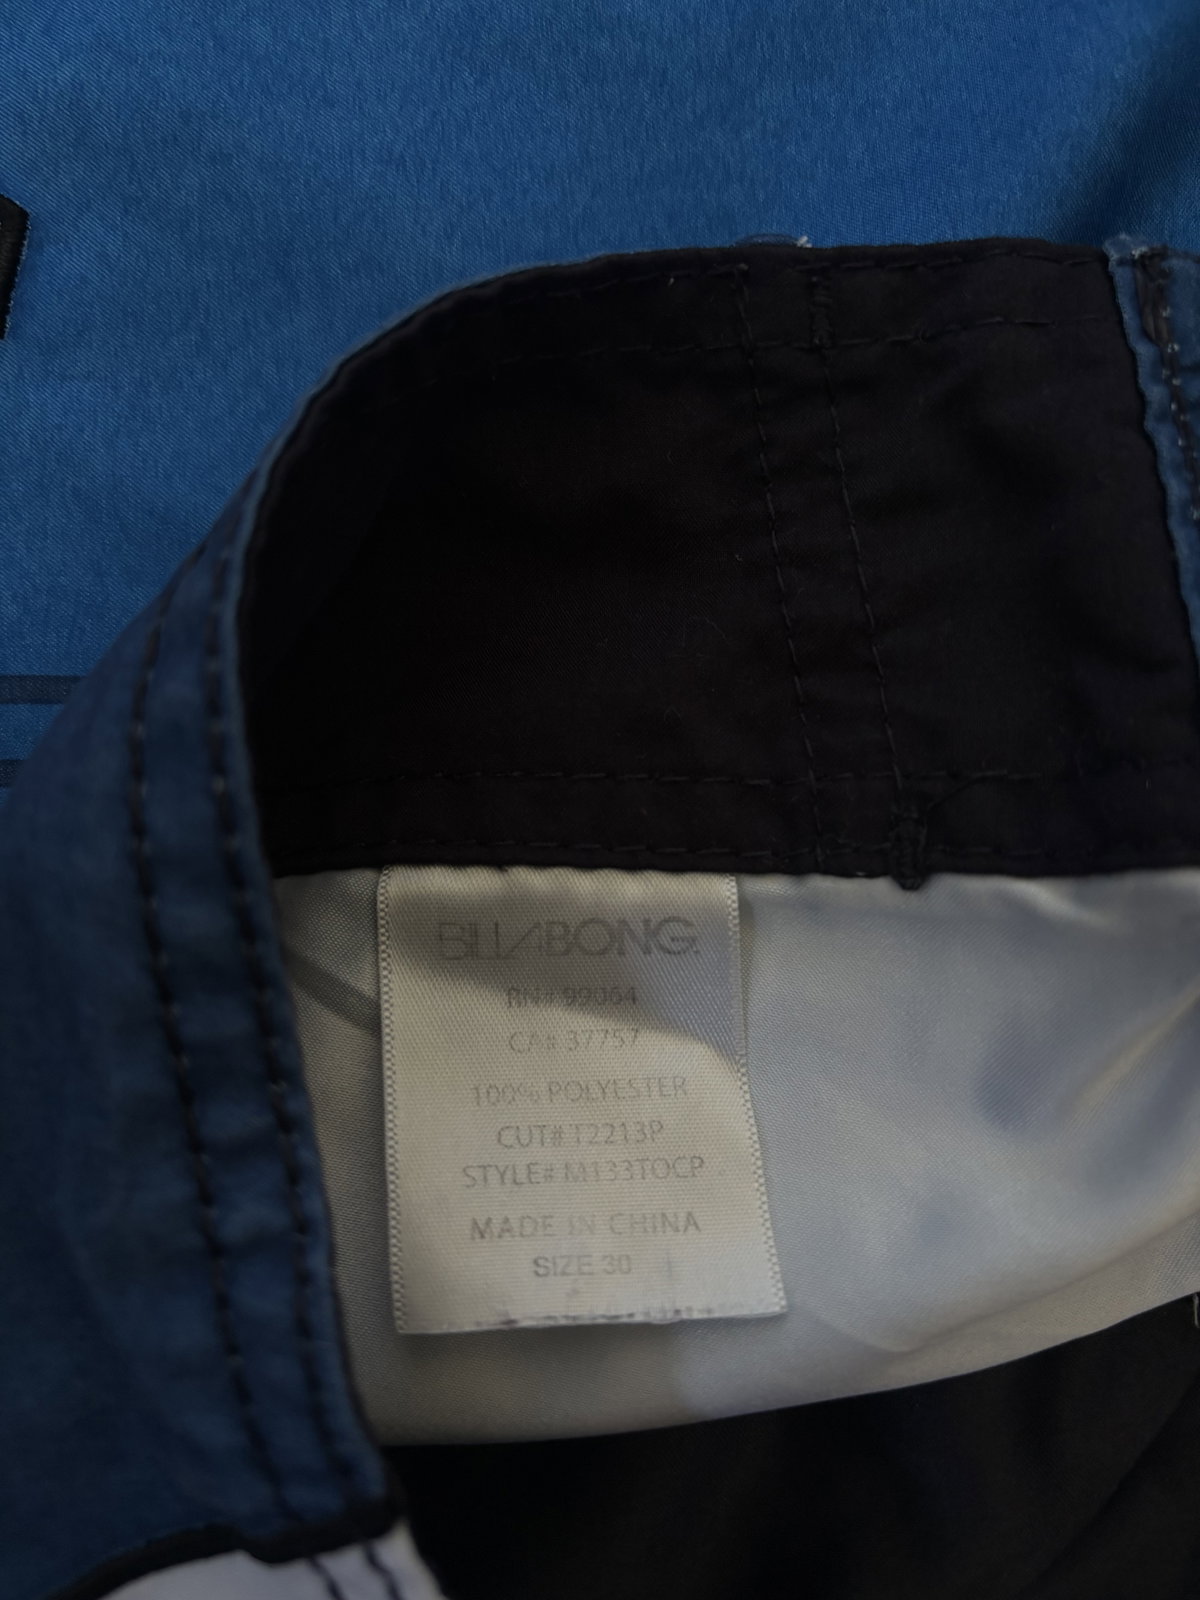 BILLABONG.
RN# 99064
CA# 37757
100% POLYESTER
CUT# T2213P
STYLE# M133TOCP
MADE IN CHINA
SIZE 30